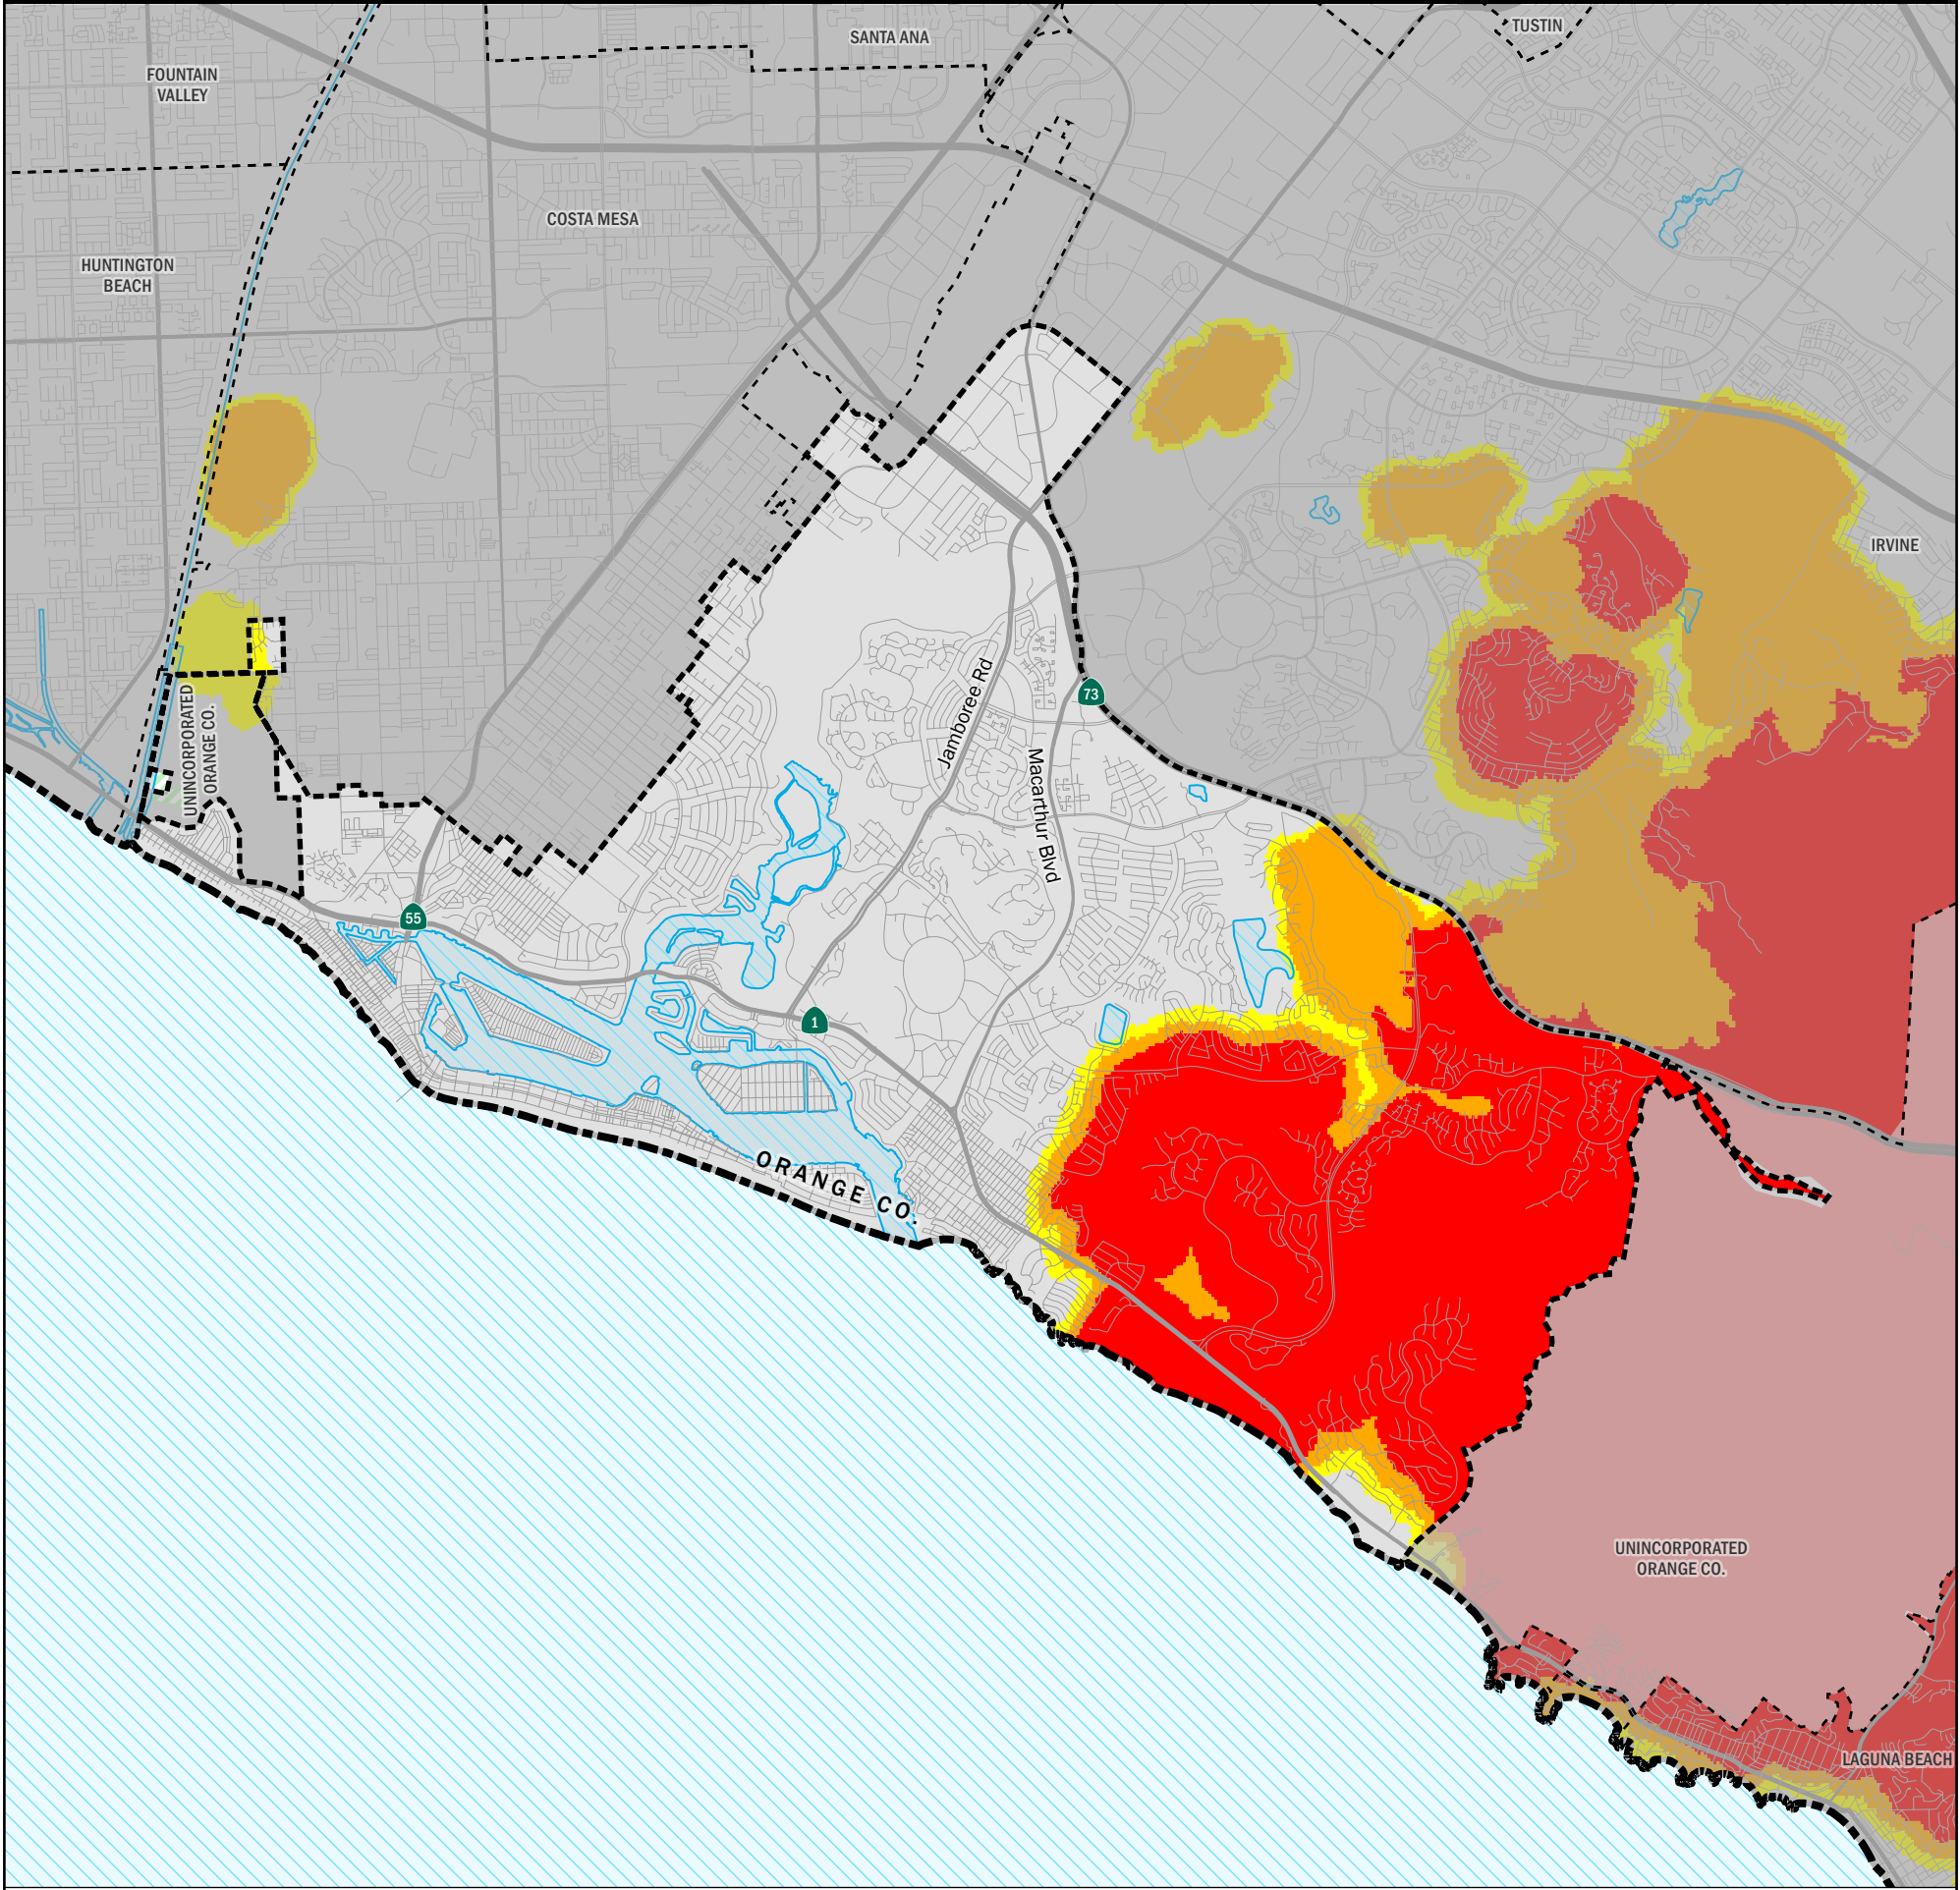 SANTA ANA
TUSTIN
FOUNTAIN
VALLEY
COSTA MESA
HUNTINGTON
BEACH
IRVINE
UNINCORPORATED
ORANGE CO.
Jamboree Rd
73
Macarthur Blvd
55
1
ORANGE CO.
UNINCORPORATED
ORANGE CO.
LAGUNA BEACH